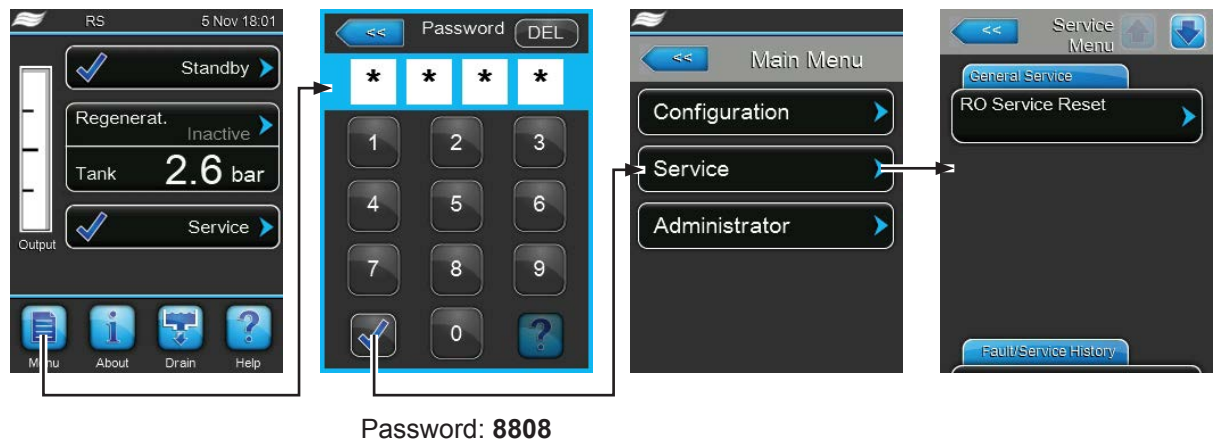 RS 5 Nov 18:01
Standby
Regenerat.
Inactive
Tank 2.6 bar
Service
Output
Menu About Drain Help
<< Password DEL
* * * *
1 2 3
4 5 6
7 8 9
0 ?
Password: 8808
<< Main Menu
Configuration
Service
Administrator
<< Service
Menu
General Service
RO Service Reset
Fault/Service History